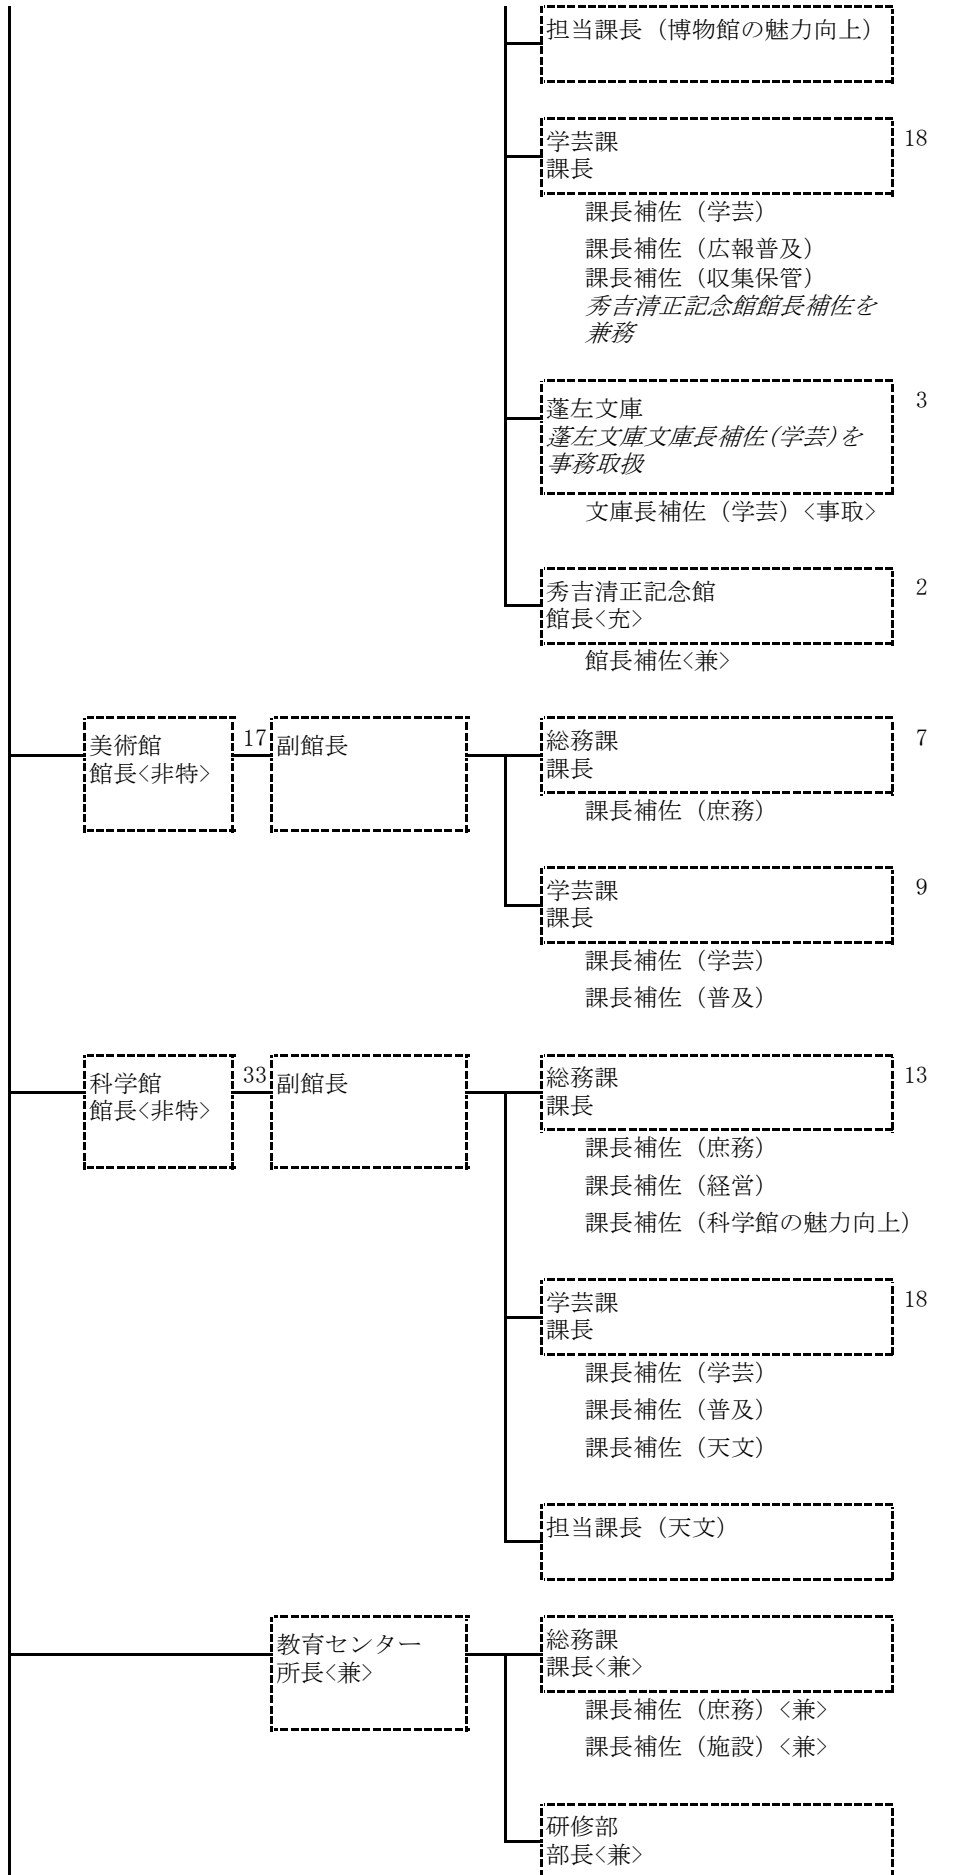 担当課長（博物館の魅力向上）
学芸課
18
課長
課長補佐（学芸）
課長補佐（広報普及）
課長補佐（収集保管）
秀吉清正記念館館長補佐を
兼務
蓬左文庫
3
蓬左文庫文庫長補佐(学芸)を
事務取扱
文庫長補佐（学芸）<事取>
秀吉清正記念館
2
館長<充>
館長補佐<兼>
美術館
館長<非特>
17
副館長
総務課
7
課長
課長補佐（庶務）
学芸課
9
課長
課長補佐（学芸）
課長補佐（普及）
科学館
館長<非特>
33
副館長
総務課
13
課長
課長補佐（庶務）
課長補佐（経営）
課長補佐（科学館の魅力向上）
学芸課
18
課長
課長補佐（学芸）
課長補佐（普及）
課長補佐（天文）
担当課長（天文）
教育センター
所長<兼>
総務課
課長<兼>
課長補佐（庶務）<兼>
課長補佐（施設）<兼>
研修部
部長<兼>